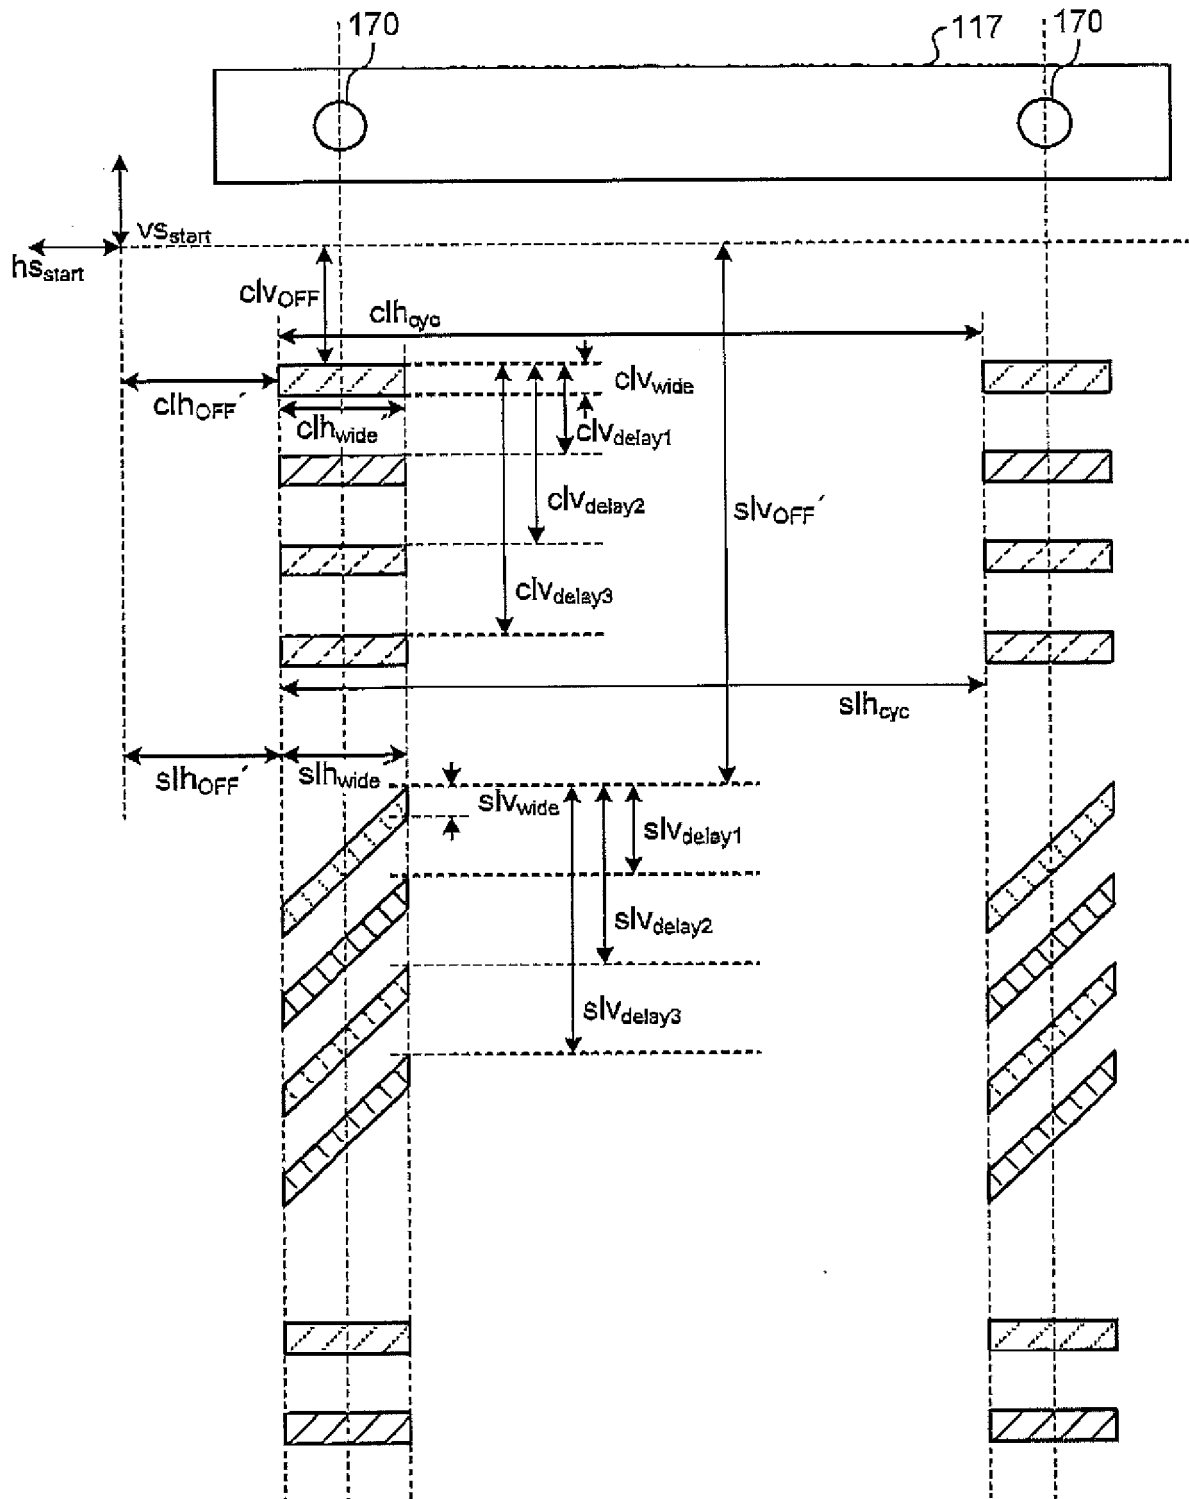 170
117
170
vs_start
hs_start
clv_OFF
clh_cyc
clh_OFF´
clv_wide
clh_wide
clv_delay1
clv_delay2
slv_OFF´
clv_delay3
slh_cyc
slh_OFF´
slh_wide
slv_wide
slv_delay1
slv_delay2
slv_delay3